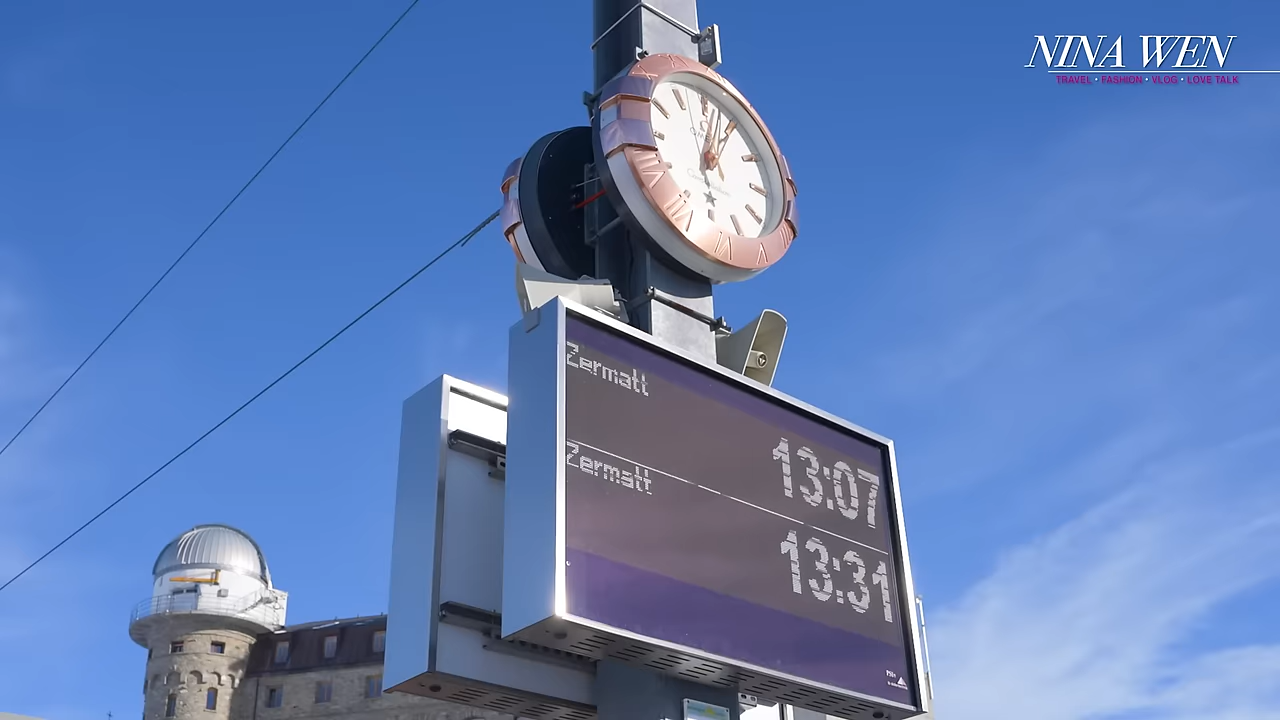 NINA WEN
TRAVEL • FASHION • VLOG • LOVE TALK
Zermatt
13:07
Zermatt
13:31